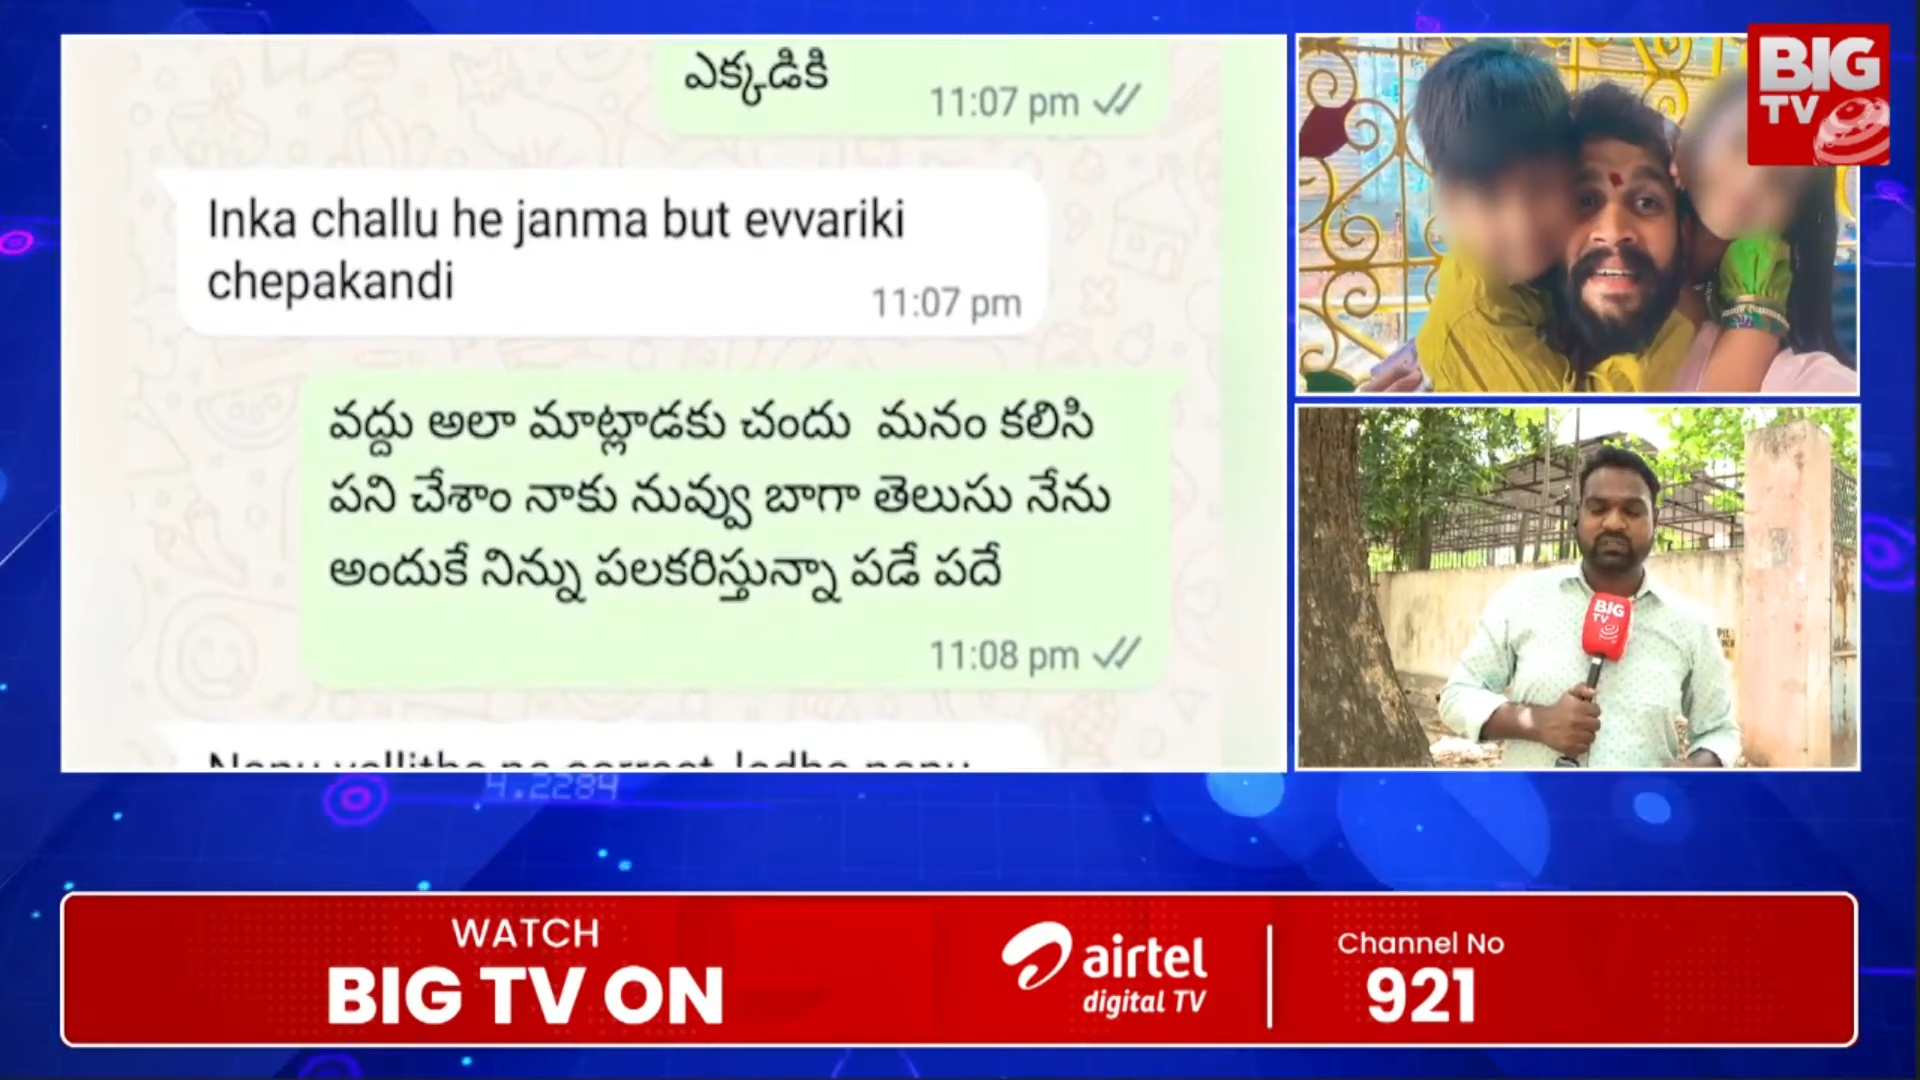 ఎక్కడికి
11:07 pm
Inka challu he janma but evvariki
chepakandi
11:07 pm
వద్దు అలా మాట్లాడకు చందు మనం కలిసి
పని చేశాం నాకు నువ్వు బాగా తెలుసు నేను
అందుకే నిన్ను పలకరిస్తున్నా పడే పదే
11:08 pm
BIG
TV
BIG
TV
4.2284
WATCH
BIG TV ON
airtel
digital TV
Channel No
921